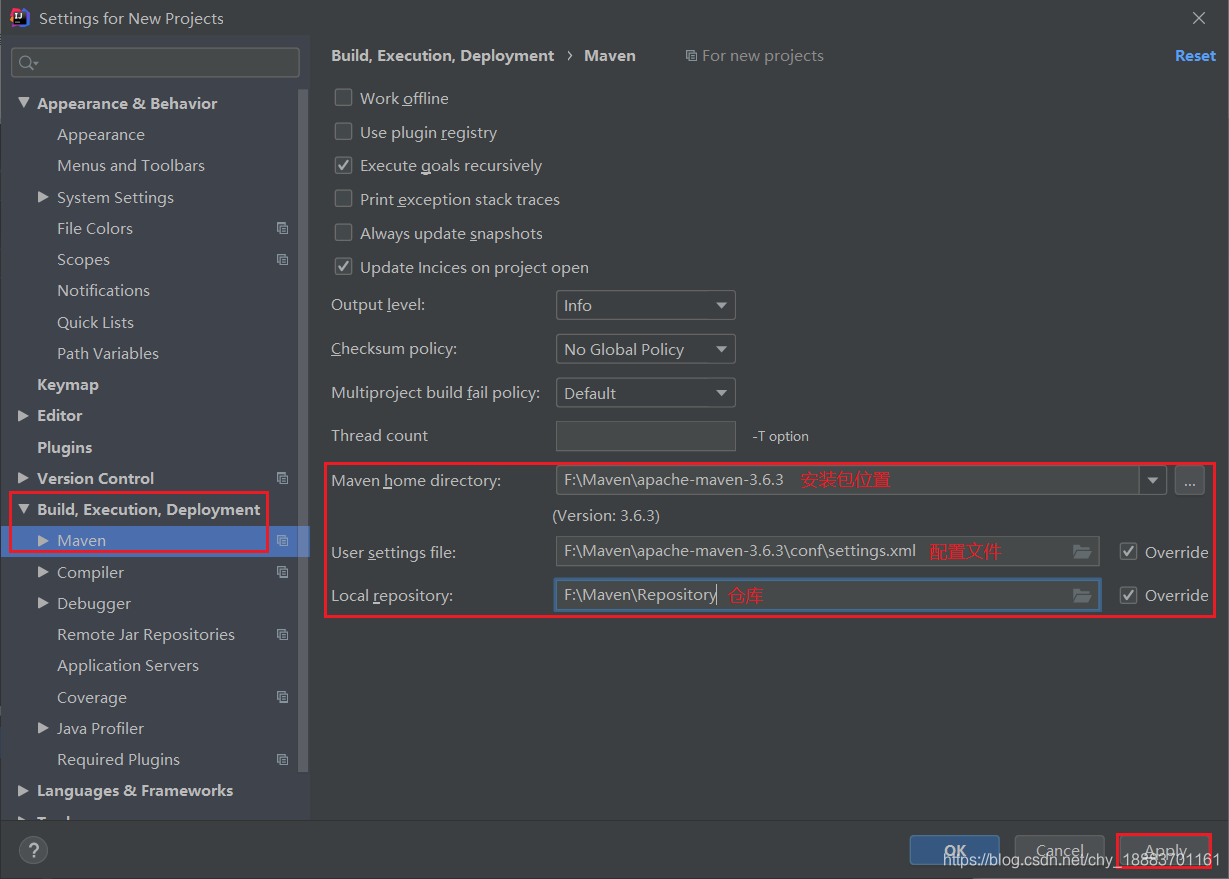 Settings for New Projects
Appearance & Behavior
Appearance
Menus and Toolbars
System Settings
File Colors
Scopes
Notifications
Quick Lists
Path Variables
Keymap
Editor
Plugins
Version Control
Build, Execution, Deployment
Maven
Compiler
Debugger
Remote Jar Repositories
Application Servers
Coverage
Java Profiler
Required Plugins
Languages & Frameworks
Build, Execution, Deployment › Maven For new projects Reset
Work offline
Use plugin registry
Execute goals recursively
Print exception stack traces
Always update snapshots
Update Incices on project open
Output level: Info
Checksum policy: No Global Policy
Multiproject build fail policy: Default
Thread count -T option
Maven home directory: F:\Maven\apache-maven-3.6.3 安装包位置 ...
(Version: 3.6.3)
User settings file: F:\Maven\apache-maven-3.6.3\conf\settings.xml 配置文件 Override
Local repository: F:\Maven\Repository 仓库 Override
? OK Cancel Apply
https://blog.csdn.net/chy_18883701161